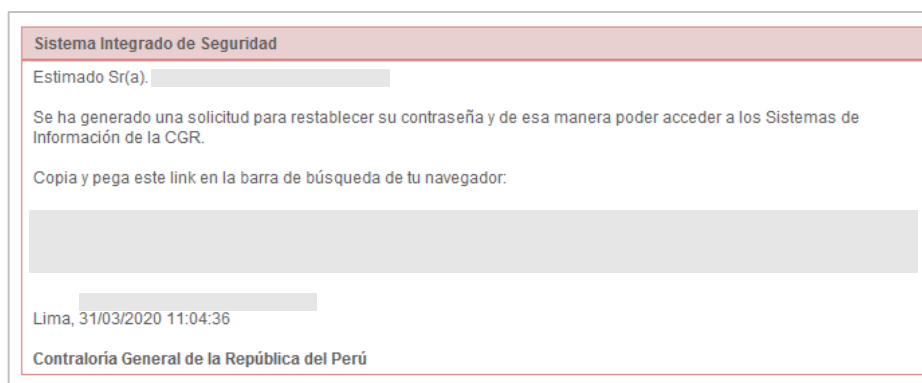 Sistema Integrado de Seguridad
Estimado Sr(a).
Se ha generado una solicitud para restablecer su contraseña y de esa manera poder acceder a los Sistemas de
Información de la CGR.
Copia y pega este link en la barra de búsqueda de tu navegador:
Lima, 31/03/2020 11:04:36
Contraloría General de la República del Perú